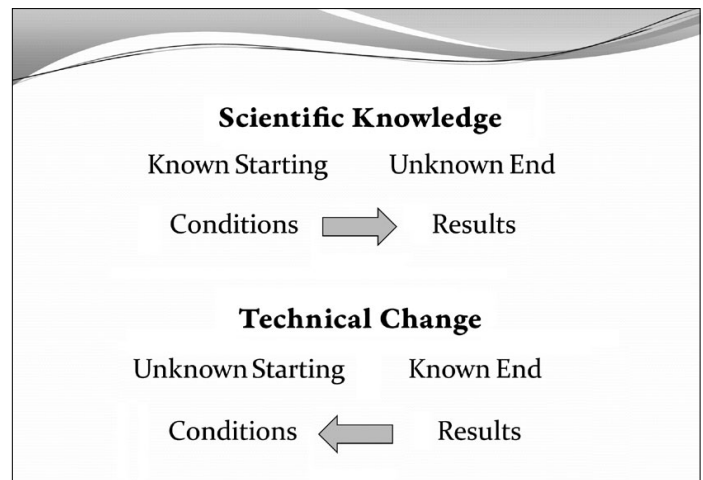 Scientific Knowledge
Known Starting Unknown End
Conditions Results
Technical Change
Unknown Starting Known End
Conditions Results